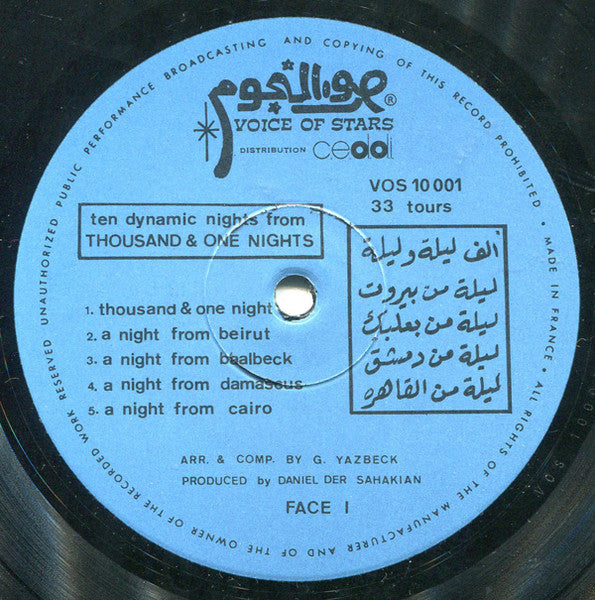 UNAUTHORIZED PUBLIC PERFORMANCE BROADCASTING AND COPYING OF THIS RECORD PROHIBITED • MADE IN FRANCE • ALL RIGHTS OF THE MANUFACTURER AND OF THE OWNER OF THE RECORDED WORK RESERVED
صوت النجوم ®
VOICE OF STARS
DISTRIBUTION ceddi
VOS 10 001
33 tours
ten dynamic nights from
THOUSAND & ONE NIGHTS
1. thousand & one night
2. a night from beirut
3. a night from baalbeck
4. a night from damascus
5. a night from cairo
ألف ليلة وليلة
ليلة من بيروت
ليلة من بعلبك
ليلة من دمشق
ليلة من القاهره
ARR. & COMP. BY G. YAZBECK
PRODUCED by DANIEL DER SAHAKIAN
FACE I